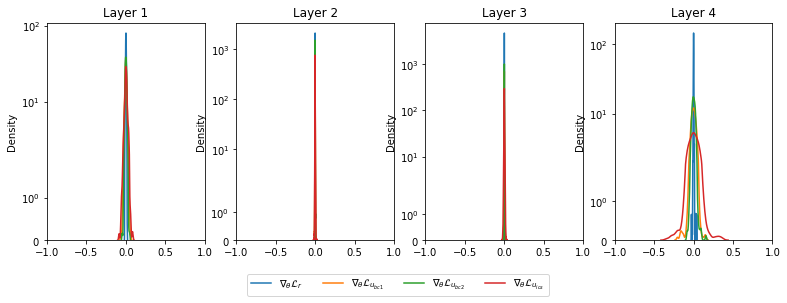 Layer 1 Layer 2 Layer 3 Layer 4
10² 10³ 10³ 10²
10¹ 10² 10² 10¹
10⁰ 10¹ 10¹ 10⁰
0 10⁰ 10⁰ 0
0 0
Density Density Density Density
−1.0 −0.5 0.0 0.5 1.0 −1.0 −0.5 0.0 0.5 1.0 −1.0 −0.5 0.0 0.5 1.0 −1.0 −0.5 0.0 0.5 1.0
∇θℒr ∇θℒu_bc1 ∇θℒu_bc2 ∇θℒu_ics